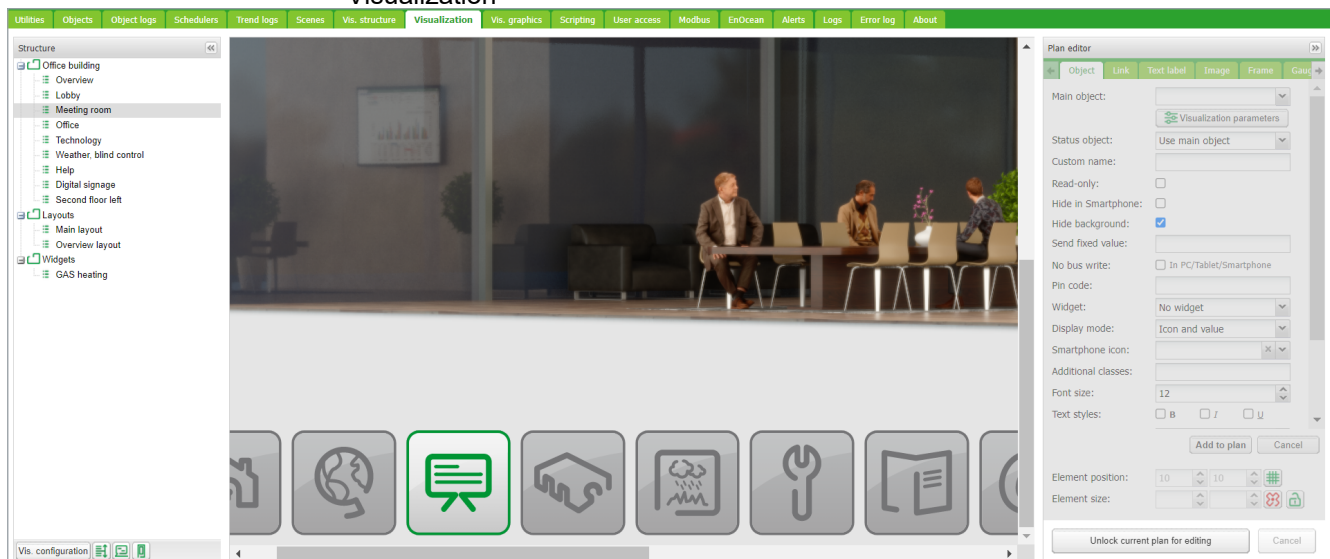 Visualization
Utilities Objects Object logs Schedulers Trend logs Scenes Vis. structure Visualization Vis. graphics Scripting User access Modbus EnOcean Alerts Logs Error log About
Structure
Office building
Overview
Lobby
Meeting room
Office
Technology
Weather, blind control
Help
Digital signage
Second floor left
Layouts
Main layout
Overview layout
Widgets
GAS heating
Vis. configuration
Plan editor
Object Link Text label Image Frame Gaug
Main object:
Visualization parameters
Status object: Use main object
Custom name:
Read-only:
Hide in Smartphone:
Hide background:
Send fixed value:
No bus write: In PC/Tablet/Smartphone
Pin code:
Widget: No widget
Display mode: Icon and value
Smartphone icon:
Additional classes:
Font size: 12
Text styles: B I U
Add to plan Cancel
Element position: 10 10
Element size:
Unlock current plan for editing Cancel